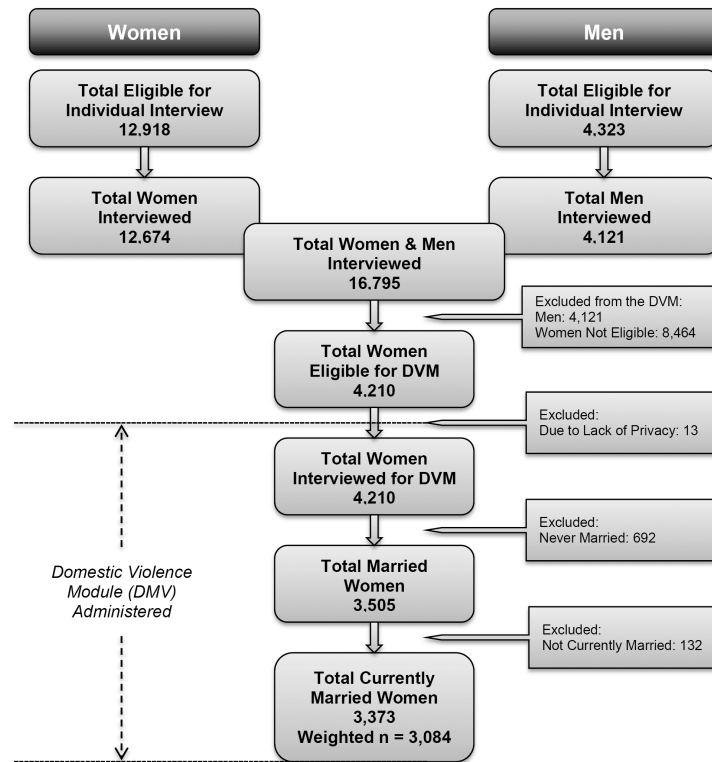 Women
Men
Total Eligible for
Individual Interview
12,918
Total Eligible for
Individual Interview
4,323
Total Women
Interviewed
12,674
Total Men
Interviewed
4,121
Total Women & Men
Interviewed
16,795
Excluded from the DVM:
Men: 4,121
Women Not Eligible: 8,464
Total Women
Eligible for DVM
4,210
Excluded:
Due to Lack of Privacy: 13
Total Women
Interviewed for DVM
4,210
Excluded:
Never Married: 692
Domestic Violence
Module (DMV)
Administered
Total Married
Women
3,505
Excluded:
Not Currently Married: 132
Total Currently
Married Women
3,373
Weighted n = 3,084